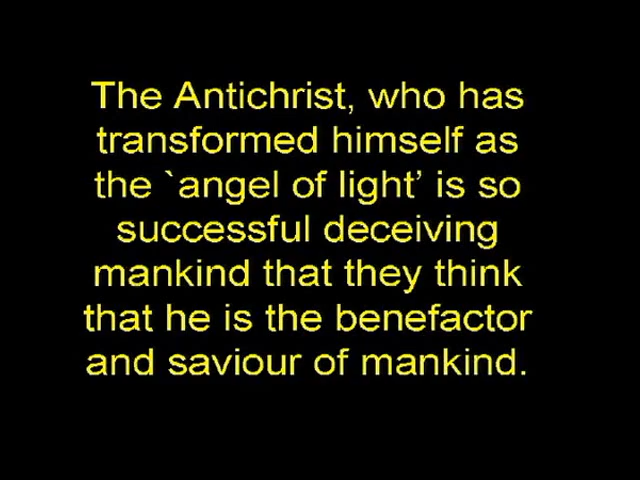 The Antichrist, who has
transformed himself as
the `angel of light’ is so
successful deceiving
mankind that they think
that he is the benefactor
and saviour of mankind.